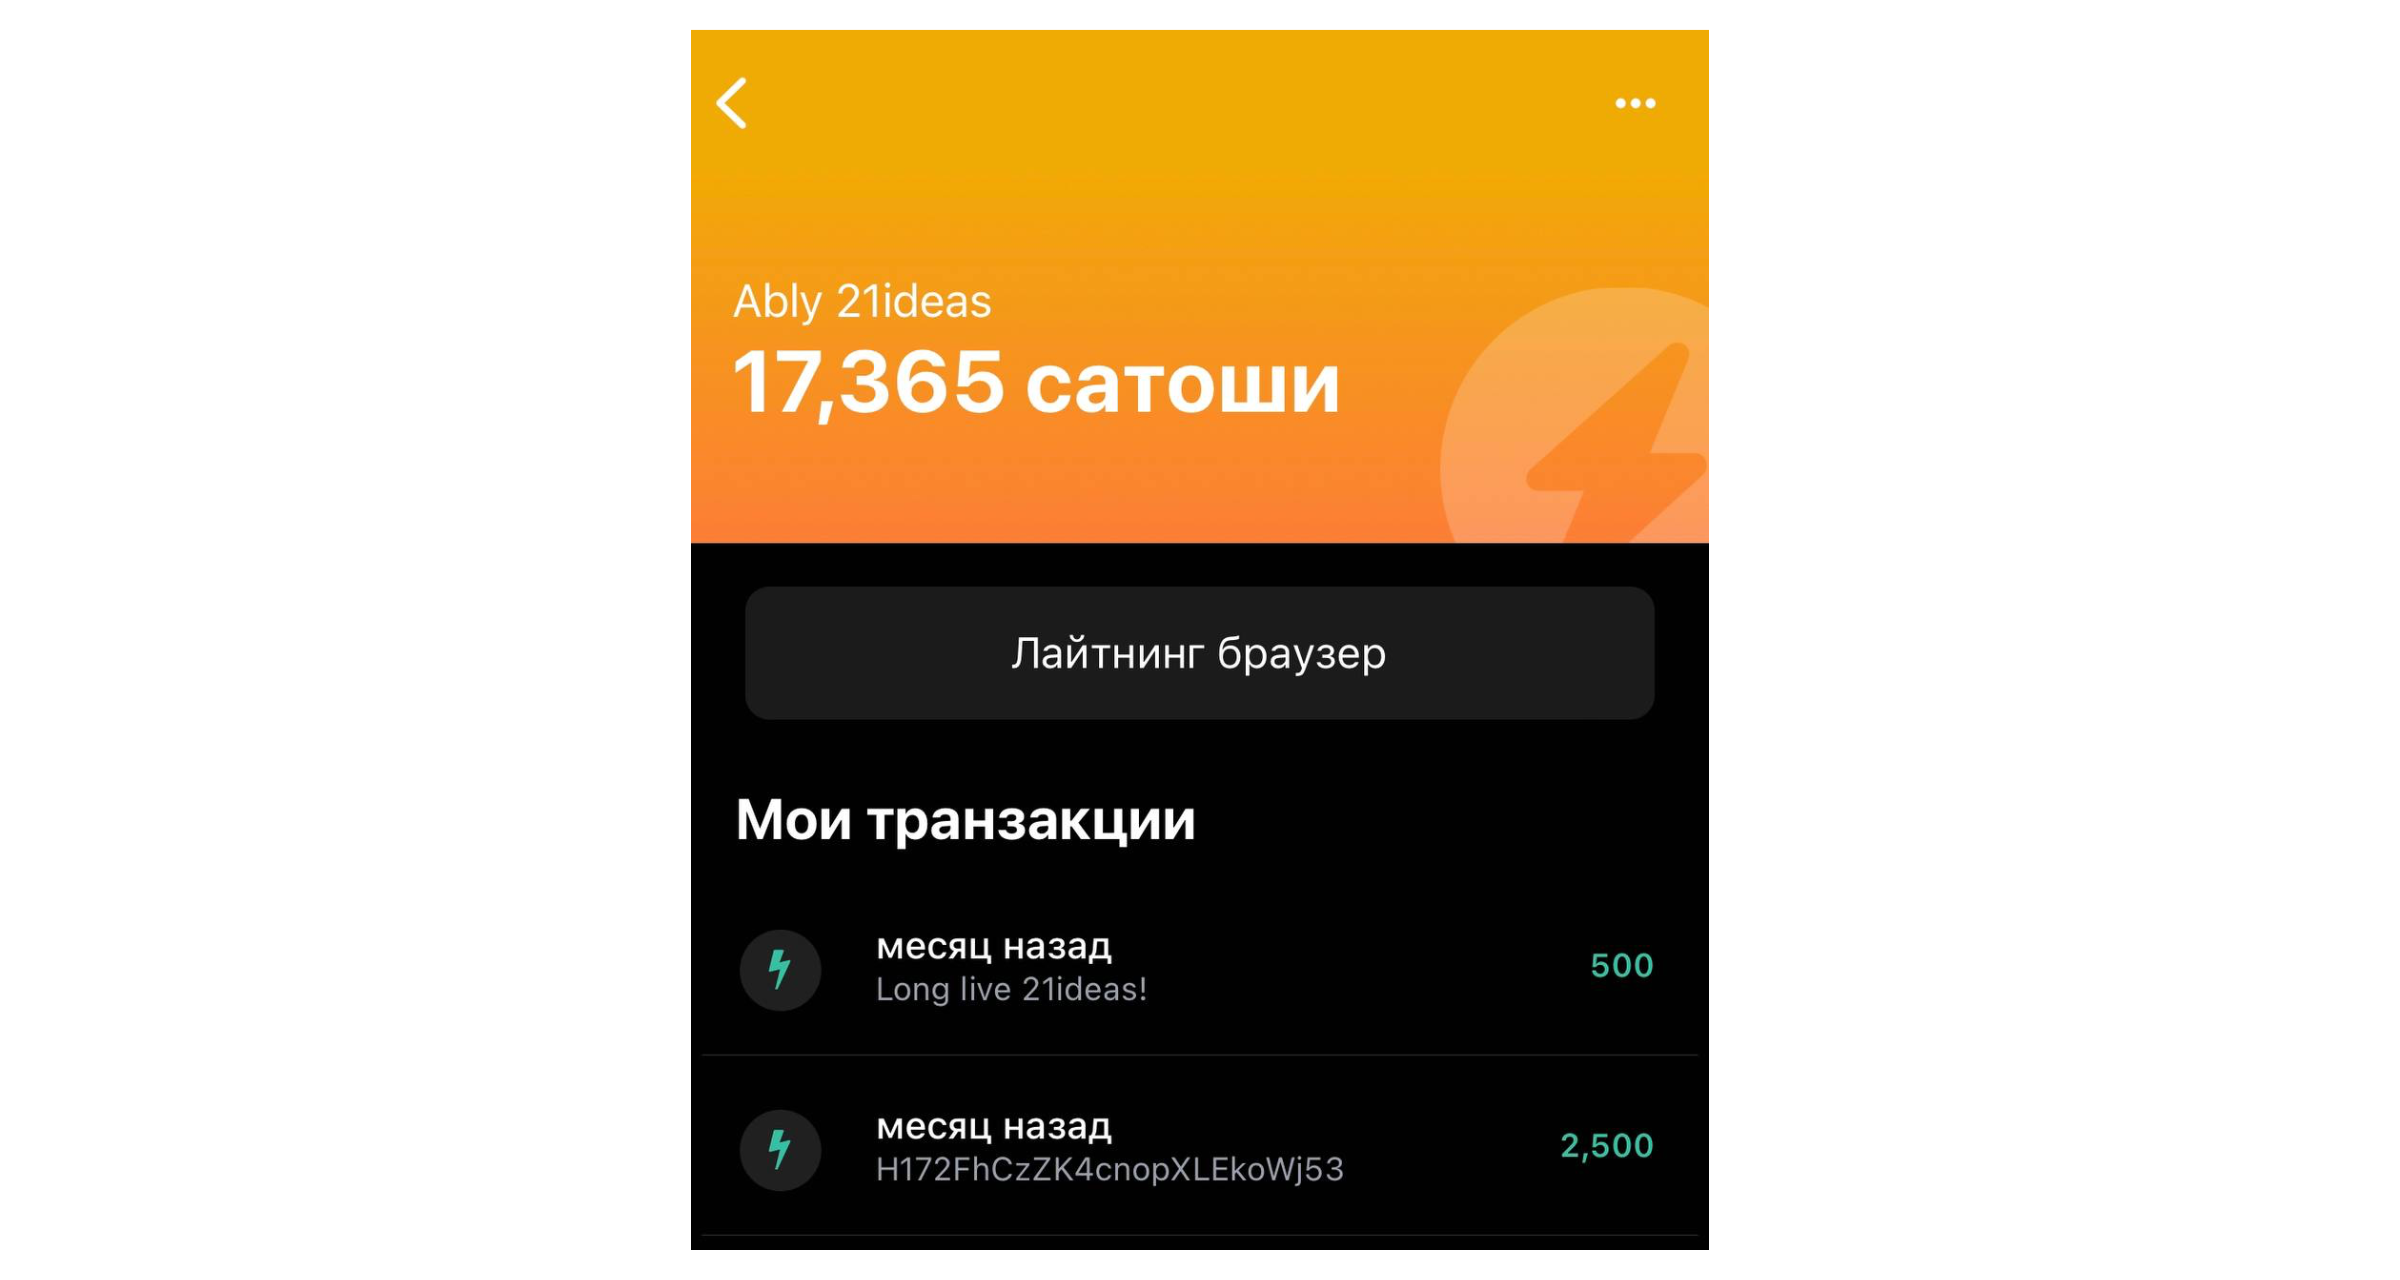 Ably 21ideas
17,365 сатоши
Лайтнинг браузер
Мои транзакции
месяц назад
Long live 21ideas!
500
месяц назад
H172FhCzZK4cnopXLEkoWj53
2,500